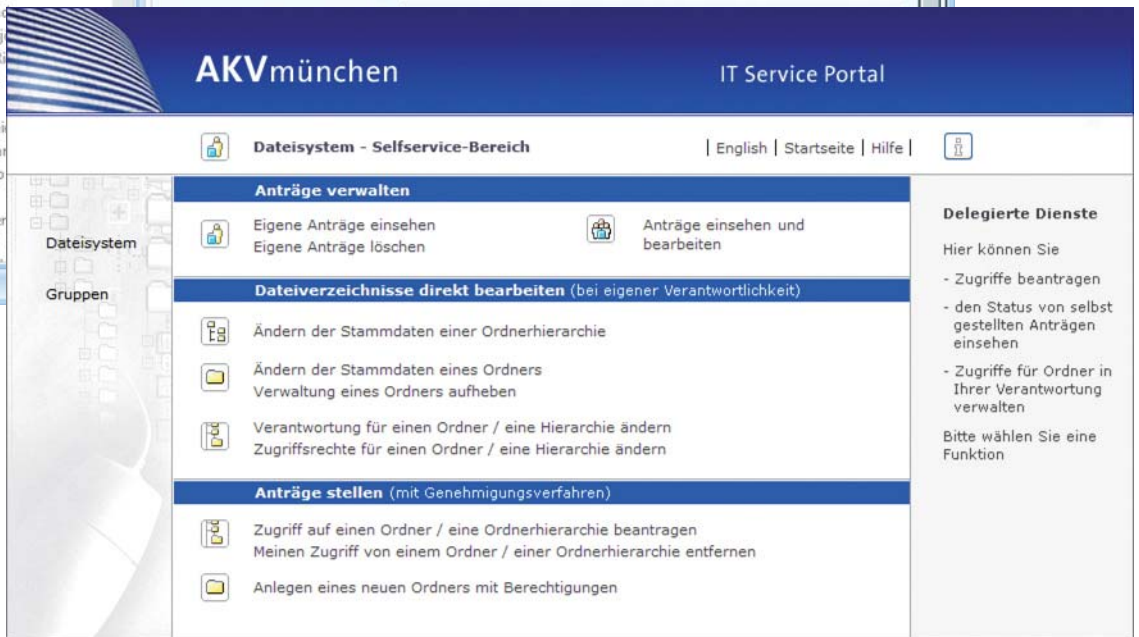 AKVmünchen
IT Service Portal
Dateisystem - Selfservice-Bereich
| English | Startseite | Hilfe |
Dateisystem
Gruppen
Anträge verwalten
Eigene Anträge einsehen
Eigene Anträge löschen
Anträge einsehen und
bearbeiten
Dateiverzeichnisse direkt bearbeiten (bei eigener Verantwortlichkeit)
Ändern der Stammdaten einer Ordnerhierarchie
Ändern der Stammdaten eines Ordners
Verwaltung eines Ordners aufheben
Verantwortung für einen Ordner / eine Hierarchie ändern
Zugriffsrechte für einen Ordner / eine Hierarchie ändern
Anträge stellen (mit Genehmigungsverfahren)
Zugriff auf einen Ordner / eine Ordnerhierarchie beantragen
Meinen Zugriff von einem Ordner / einer Ordnerhierarchie entfernen
Anlegen eines neuen Ordners mit Berechtigungen
Delegierte Dienste
Hier können Sie
- Zugriffe beantragen
- den Status von selbst
gestellten Anträgen
einsehen
- Zugriffe für Ordner in
Ihrer Verantwortung
verwalten
Bitte wählen Sie eine
Funktion